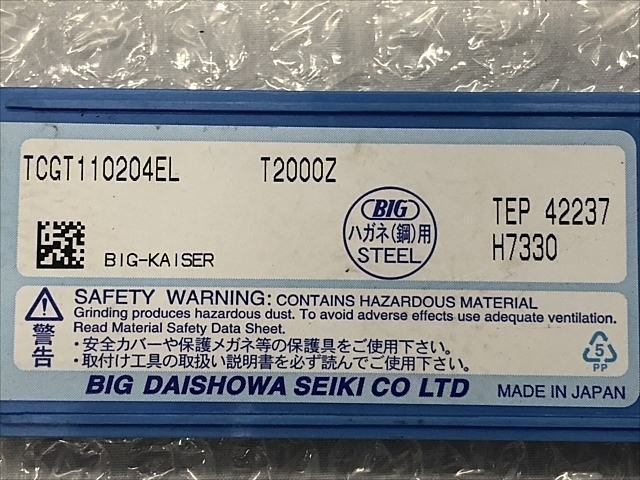 TCGT110204EL T2000Z
BIG
ハガネ(鋼)用
STEEL
TEP 42237
H7330
BIG-KAISER
警告
SAFETY WARNING: CONTAINS HAZARDOUS MATERIAL
Grinding produces hazardous dust. To avoid adverse effects use adequate ventilation.
Read Material Safety Data Sheet.
・安全カバーや保護メガネ等の保護具をご使用下さい。
・取付け工具の取扱い説明書を必ず読んでご使用下さい。
5
PP
BIG DAISHOWA SEIKI CO LTD
MADE IN JAPAN